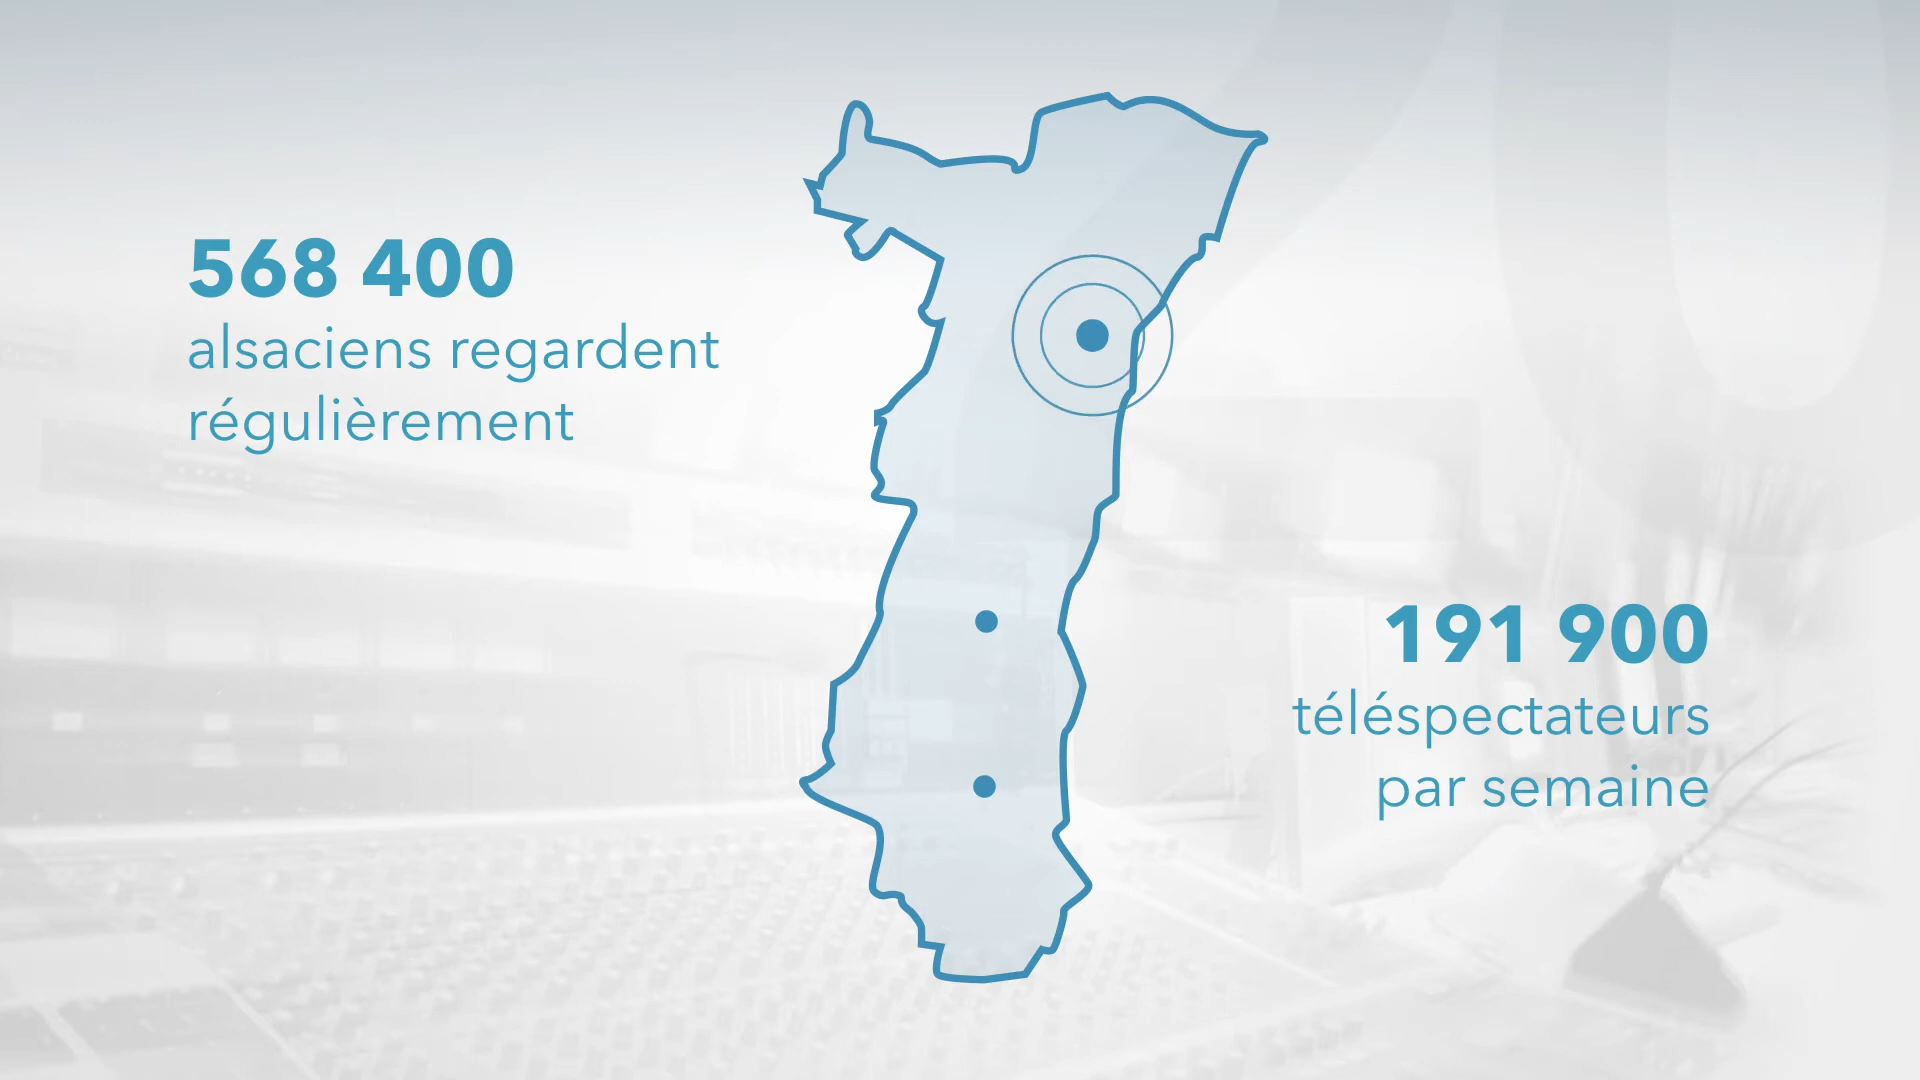 568 400
alsaciens regardent
régulièrement
191 900
téléspectateurs
par semaine